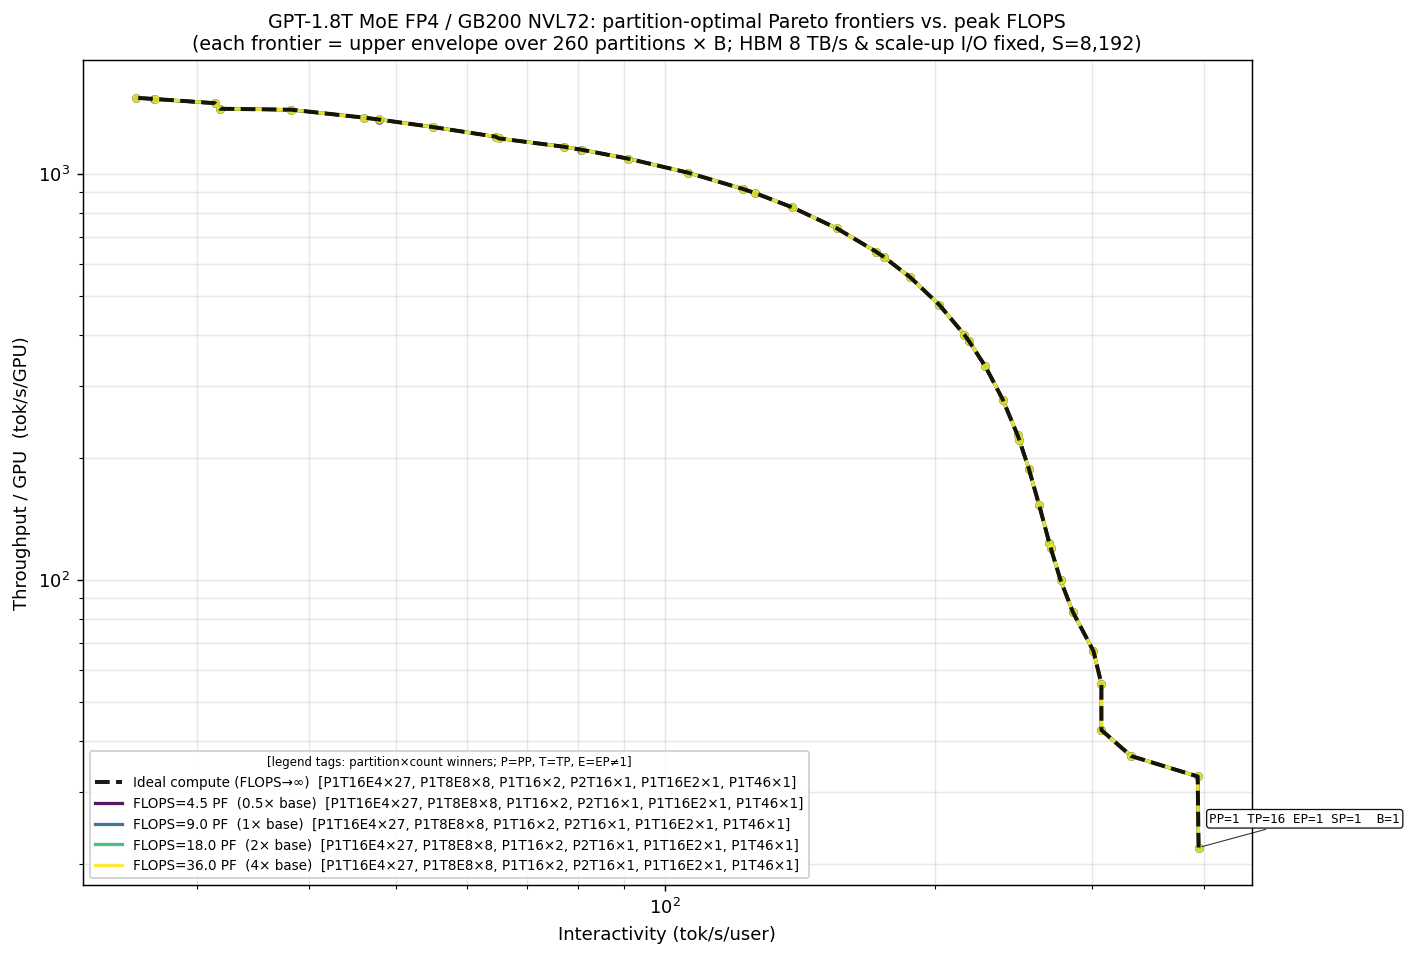 GPT-1.8T MoE FP4 / GB200 NVL72: partition-optimal Pareto frontiers vs. peak FLOPS
(each frontier = upper envelope over 260 partitions × B; HBM 8 TB/s & scale-up I/O fixed, S=8,192)
Throughput / GPU (tok/s/GPU)
10³
10²
[legend tags: partition×count winners; P=PP, T=TP, E=EP≠1]
Ideal compute (FLOPS→∞) [P1T16E4×27, P1T8E8×8, P1T16×2, P2T16×1, P1T16E2×1, P1T46×1]
FLOPS=4.5 PF (0.5× base) [P1T16E4×27, P1T8E8×8, P1T16×2, P2T16×1, P1T16E2×1, P1T46×1]
FLOPS=9.0 PF (1× base) [P1T16E4×27, P1T8E8×8, P1T16×2, P2T16×1, P1T16E2×1, P1T46×1]
FLOPS=18.0 PF (2× base) [P1T16E4×27, P1T8E8×8, P1T16×2, P2T16×1, P1T16E2×1, P1T46×1]
FLOPS=36.0 PF (4× base) [P1T16E4×27, P1T8E8×8, P1T16×2, P2T16×1, P1T16E2×1, P1T46×1]
PP=1 TP=16 EP=1 SP=1 B=1
10²
Interactivity (tok/s/user)